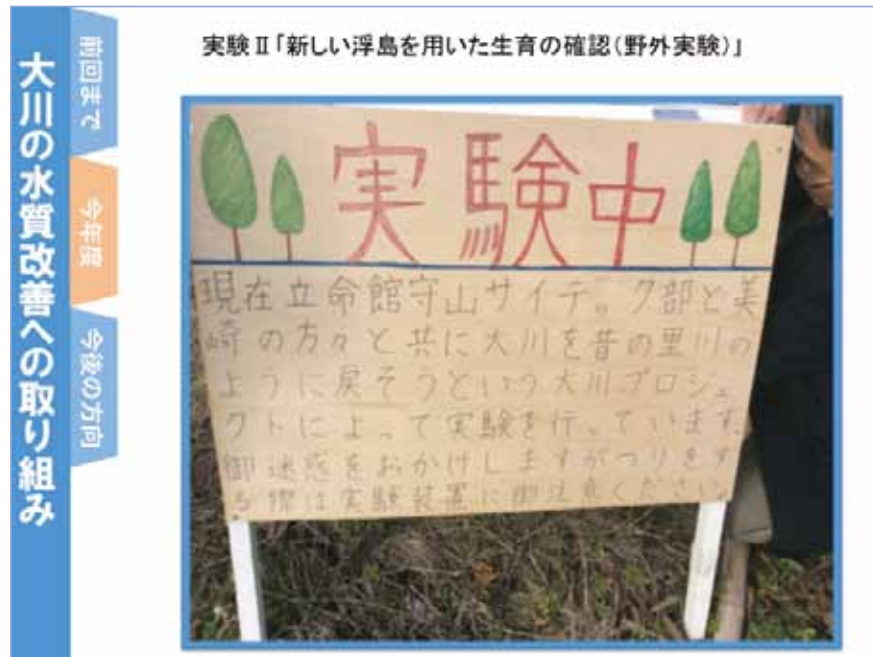 実験Ⅱ「新しい浮島を用いた生育の確認(野外実験)」
大川の水質改善への取り組み
前回まで
今年度
今後の方向
実験中
現在立命館守山サイテック部と美
崎の方々と共に大川を昔の里川の
ように戻そうという大川プロジェ
クトによって実験を行っています。
御迷惑をおかけしますがつりをす
る際は実験装置に御注意ください。